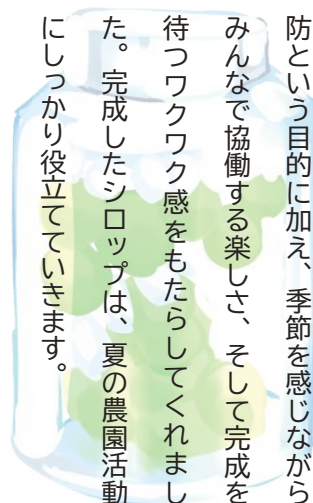 防という目的に加え、季節を感じながら
みんなで協働する楽しさ、そして完成を
待つワクワク感をもたらしてくれまし
た。完成したシロップは、夏の農園活動
にしっかり役立てていきます。